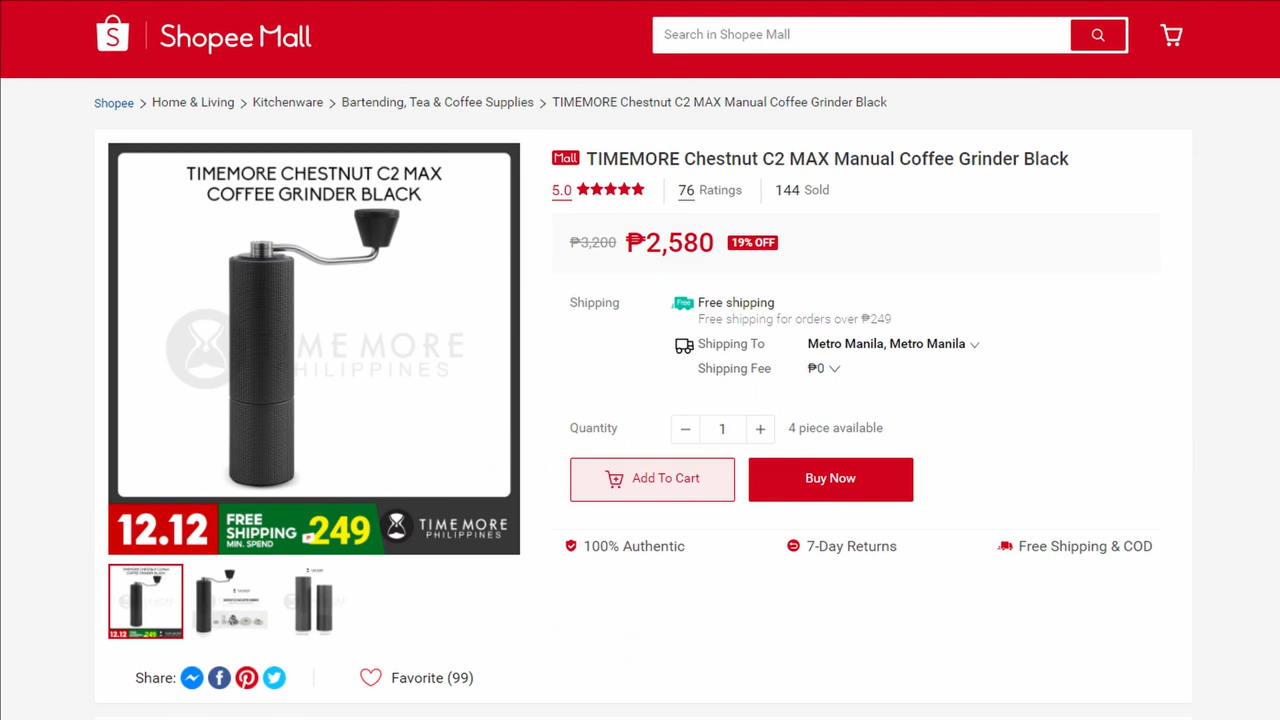 S Shopee Mall
Search in Shopee Mall
Shopee > Home & Living > Kitchenware > Bartending, Tea & Coffee Supplies > TIMEMORE Chestnut C2 MAX Manual Coffee Grinder Black
TIMEMORE CHESTNUT C2 MAX
COFFEE GRINDER BLACK
TIMEMORE
PHILIPPINES
12.12
FREE
SHIPPING
MIN. SPEND
249
TIMEMORE
PHILIPPINES
Mall TIMEMORE Chestnut C2 MAX Manual Coffee Grinder Black
5.0
76 Ratings
144 Sold
₱3,200 ₱2,580 19% OFF
Shipping
Free Free shipping
Free shipping for orders over ₱249
Shipping To Metro Manila, Metro Manila
Shipping Fee ₱0
Quantity
− 1 +
4 piece available
Add To Cart
Buy Now
100% Authentic
7-Day Returns
Free Shipping & COD
12.12
249
Share:
Favorite (99)